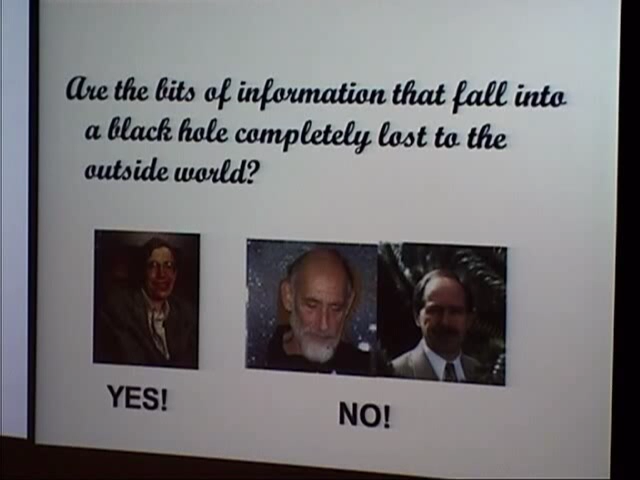 Are the bits of information that fall into
a black hole completely lost to the
outside world?
YES!
NO!